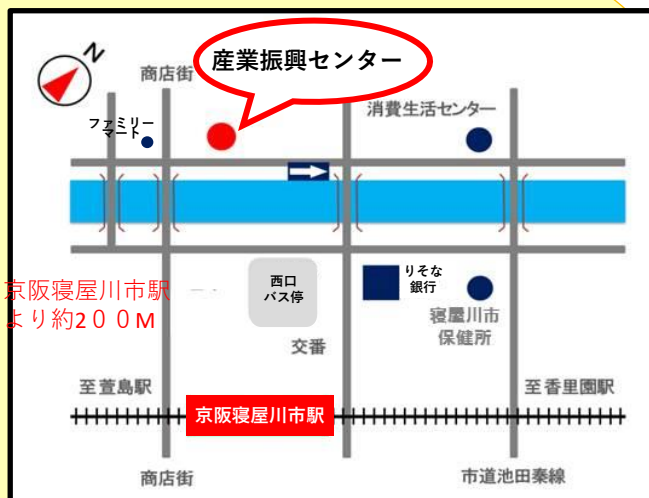 N
商店街
産業振興センター
ファミリー
マート
消費生活センター
京阪寝屋川市駅
より約200M
西口
バス停
りそな
銀行
寝屋川市
保健所
交番
至萱島駅
至香里園駅
京阪寝屋川市駅
商店街
市道池田秦線